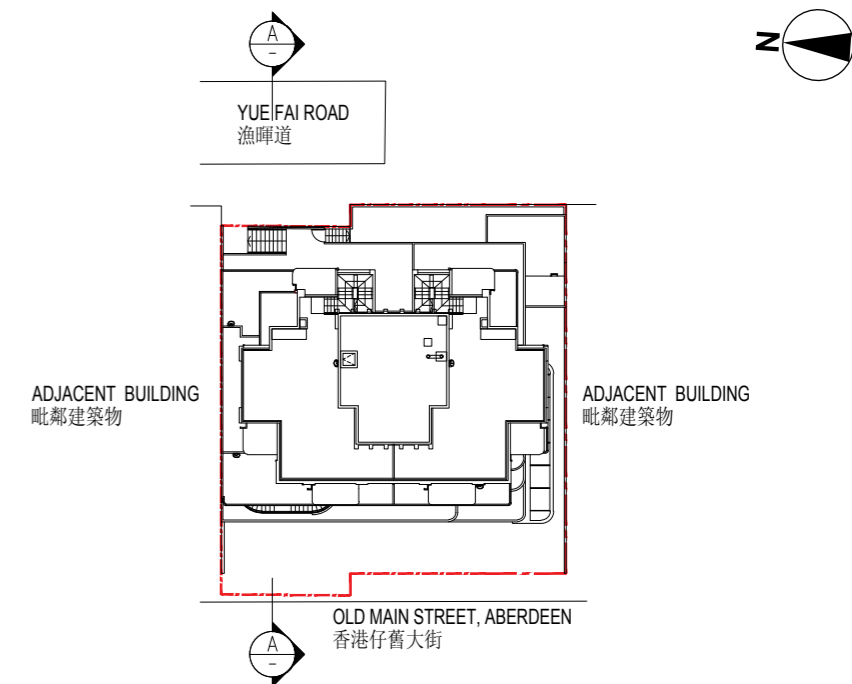 A
-
N
YUE FAI ROAD
漁暉道
ADJACENT BUILDING
毗鄰建築物
ADJACENT BUILDING
毗鄰建築物
OLD MAIN STREET, ABERDEEN
香港仔舊大街
A
-